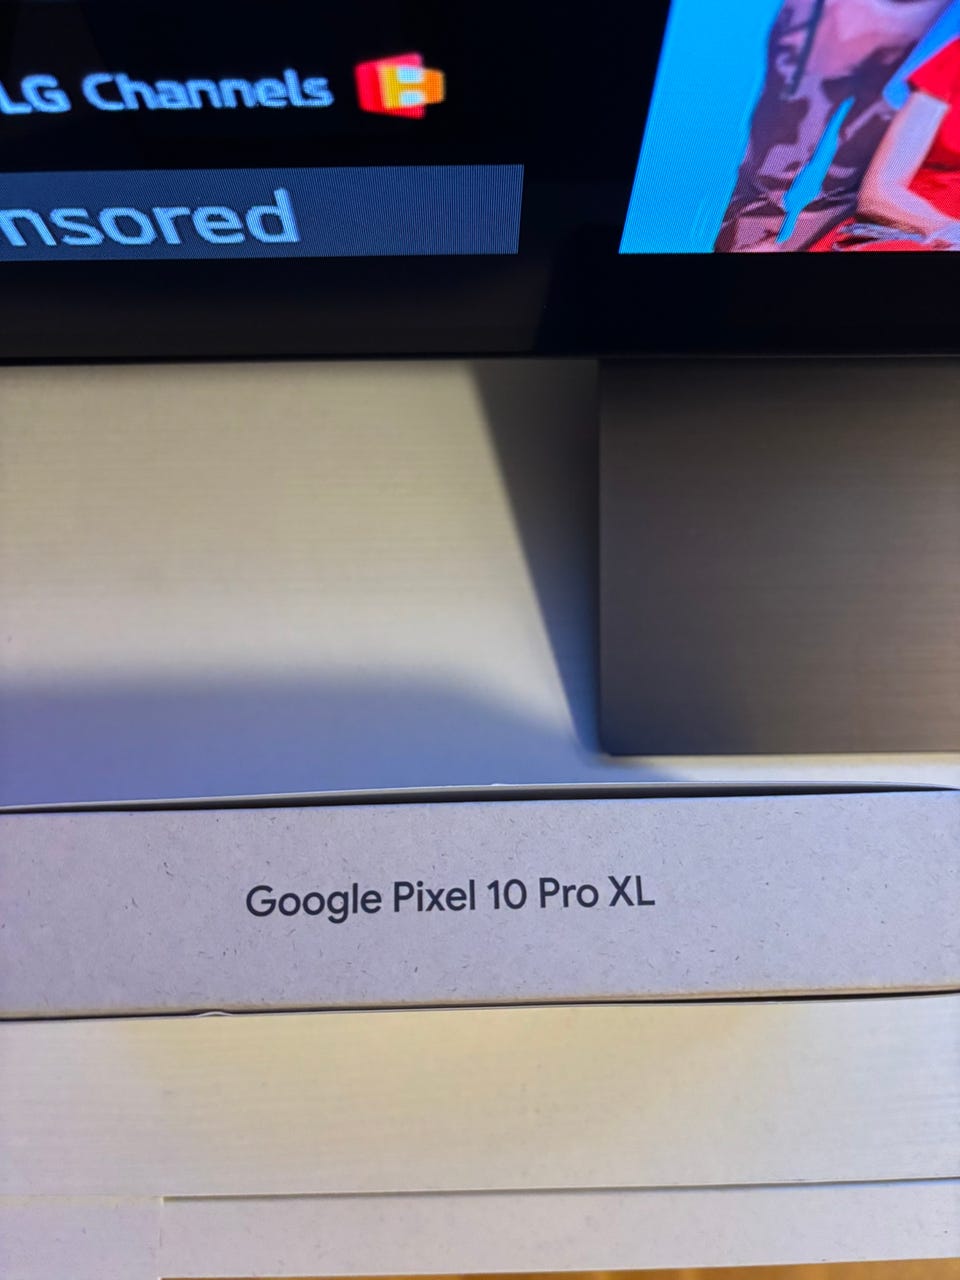 LG Channels
nsored
Google Pixel 10 Pro XL